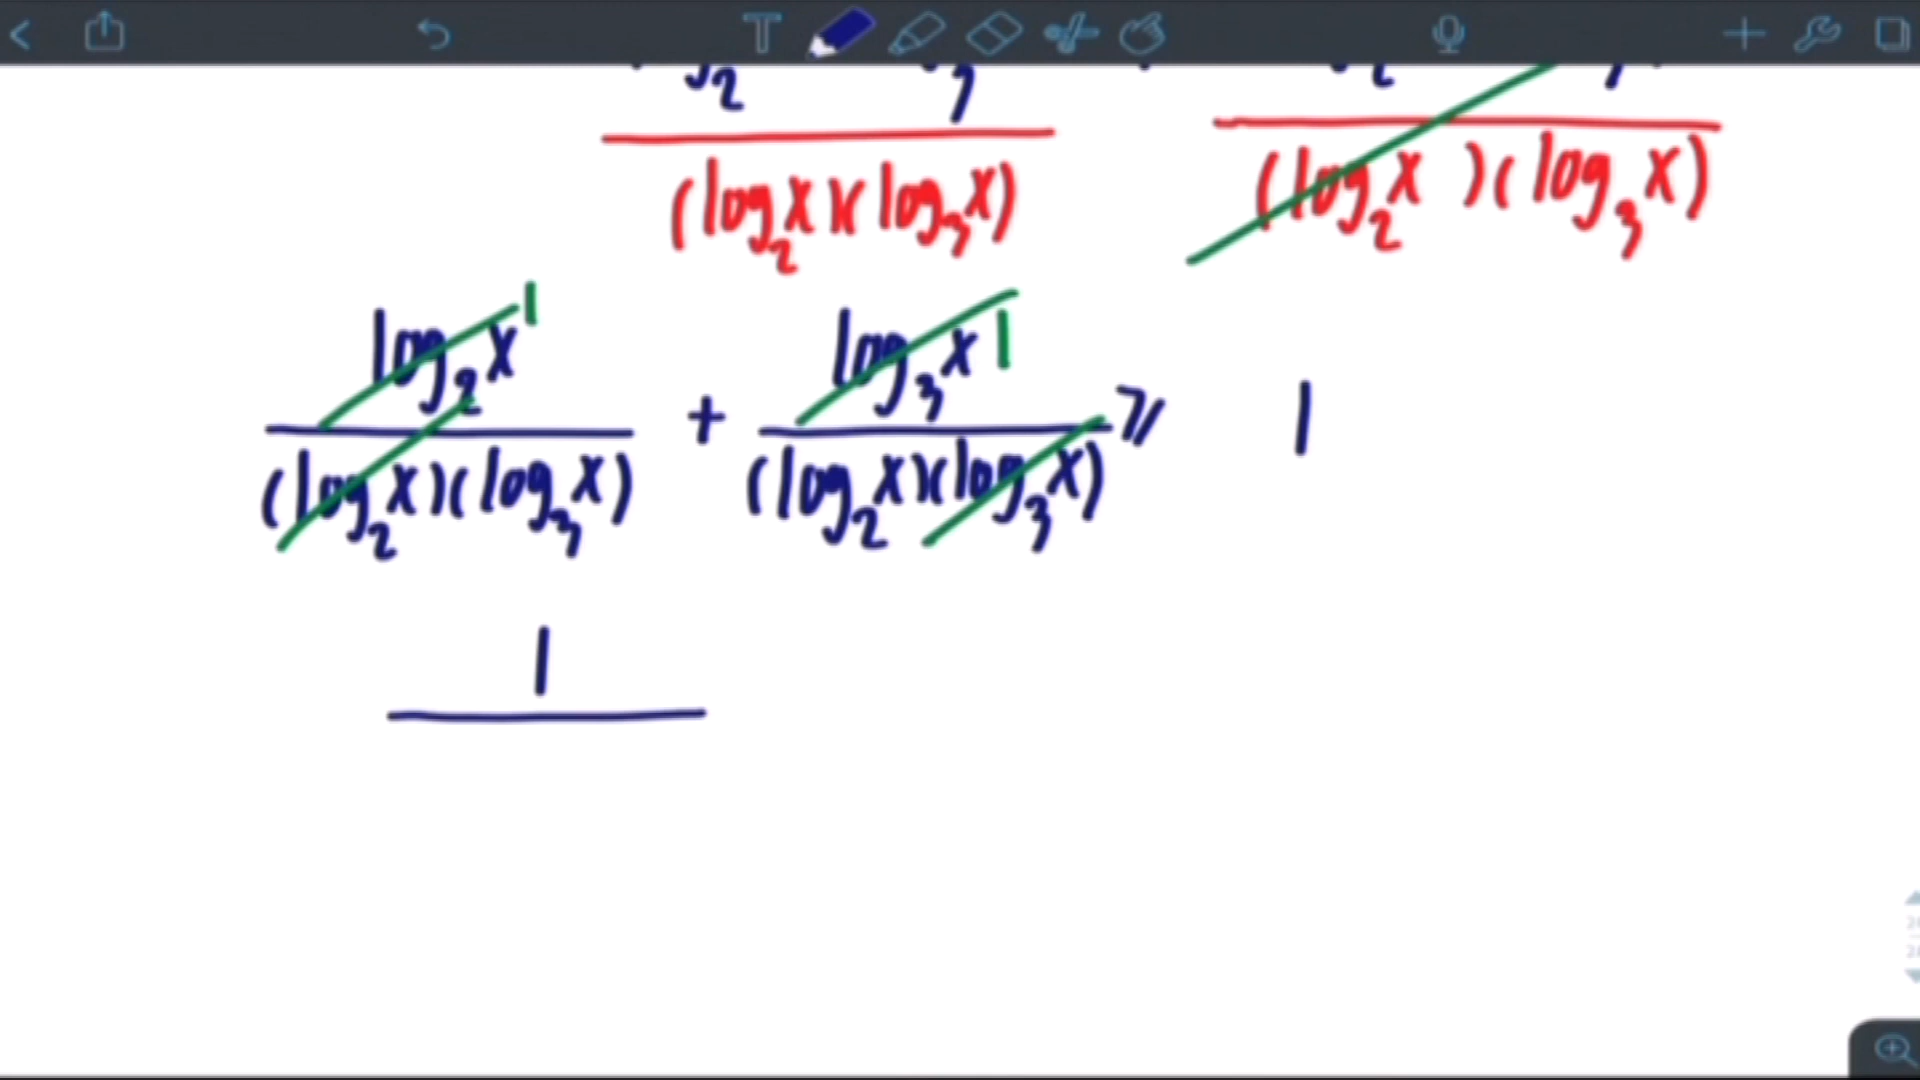 (log₂x)(log₃x) (log₂x)(log₃x)
log₂x 1 log₃x 1
(log₂x)(log₃x) + (log₂x)(log₃x) ⩾ 1
1